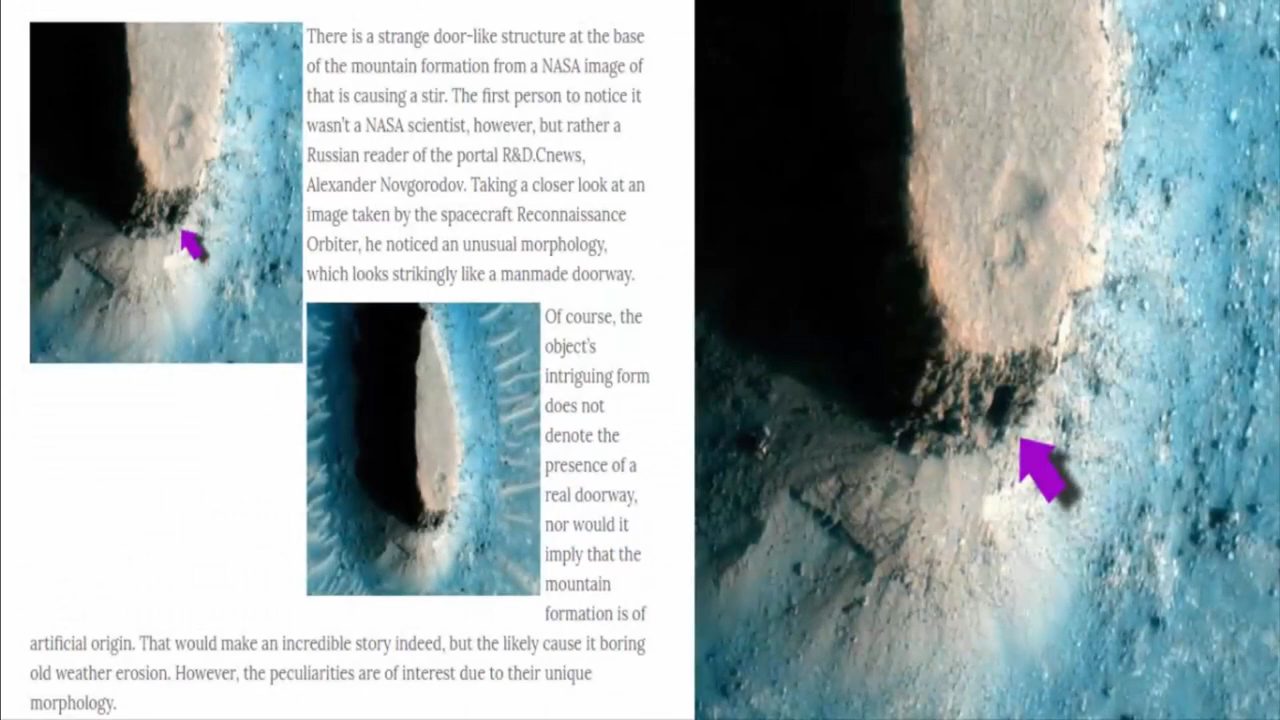 There is a strange door-like structure at the base
of the mountain formation from a NASA image of
that is causing a stir. The first person to notice it
wasn't a NASA scientist, however, but rather a
Russian reader of the portal R&D.Cnews,
Alexander Novgorodov. Taking a closer look at an
image taken by the spacecraft Reconnaissance
Orbiter, he noticed an unusual morphology,
which looks strikingly like a manmade doorway.
Of course, the
object's
intriguing form
does not
denote the
presence of a
real doorway,
nor would it
imply that the
mountain
formation is of
artificial origin. That would make an incredible story indeed, but the likely cause it boring
old weather erosion. However, the peculiarities are of interest due to their unique
morphology.